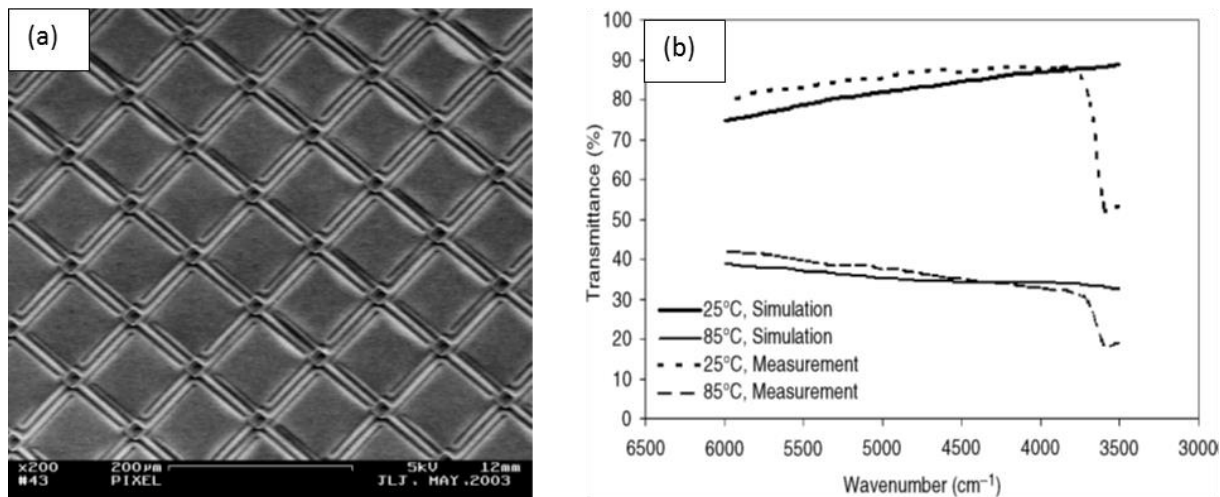 (a)
x200 200μm 5kV 12mm
#43 PIXEL JLJ. MAY.2003
(b)
100
90
80
70
60
50
40
30
20
10
0
Transmittance (%)
25°C, Simulation
85°C, Simulation
25°C, Measurement
85°C, Measurement
6500 6000 5500 5000 4500 4000 3500 3000
Wavenumber (cm⁻¹)